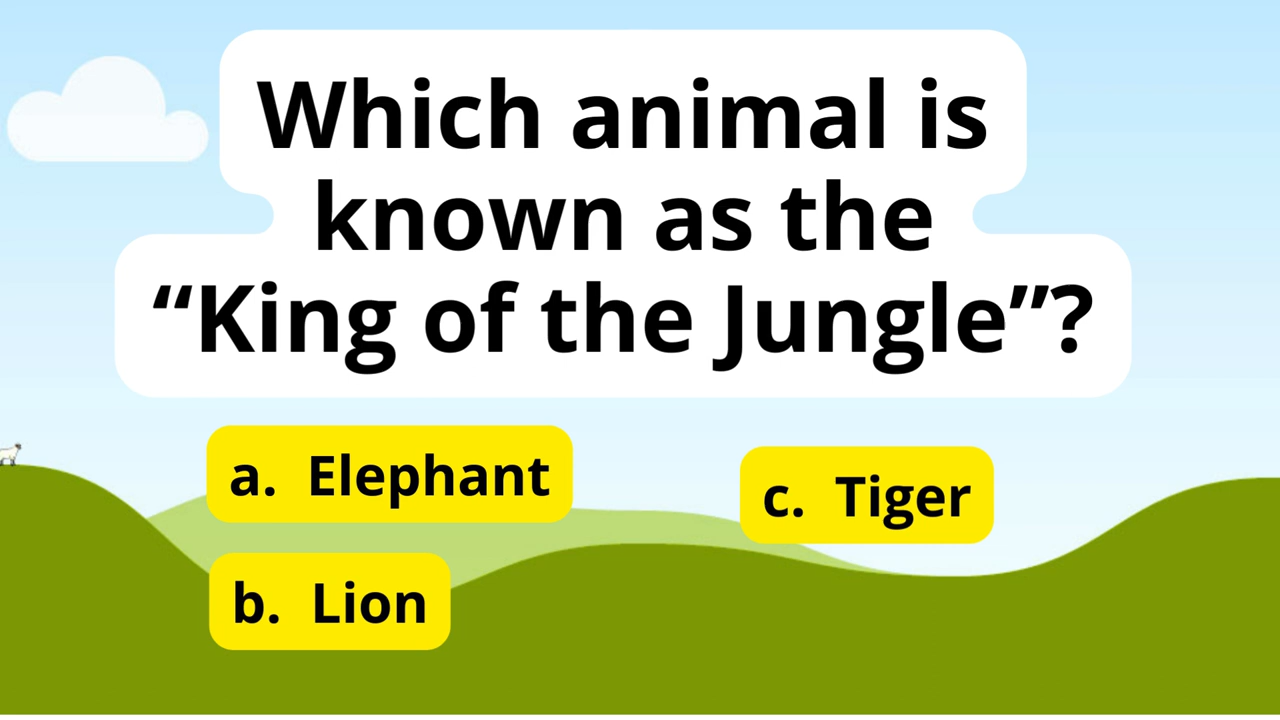 Which animal is
known as the
“King of the Jungle”?
a. Elephant
b. Lion
c. Tiger